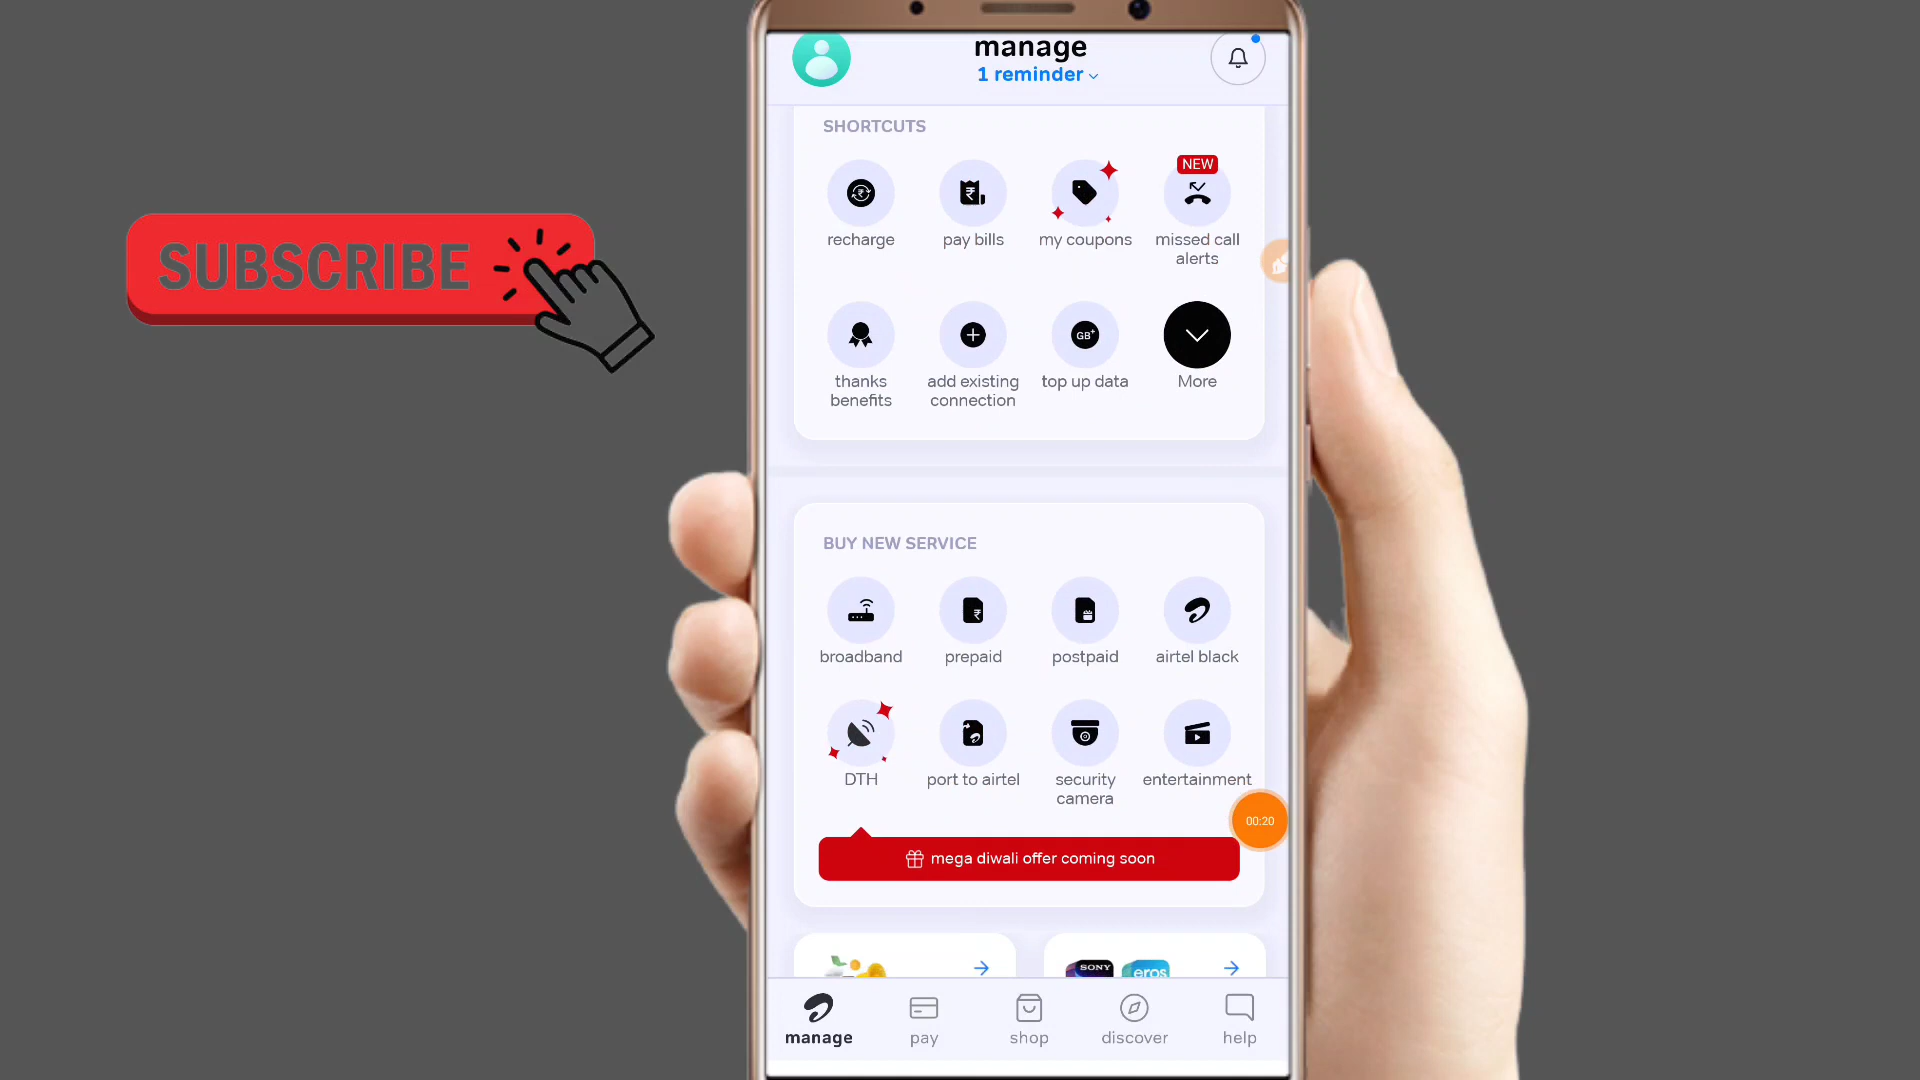 manage
1 reminder
SHORTCUTS
NEW
recharge
pay bills
my coupons
missed call
alerts
SUBSCRIBE
GB+
thanks
benefits
add existing
connection
top up data
More
BUY NEW SERVICE
broadband
prepaid
postpaid
airtel black
DTH
port to airtel
security
camera
entertainment
00:20
mega diwali offer coming soon
SONY
eros
manage
pay
shop
discover
help